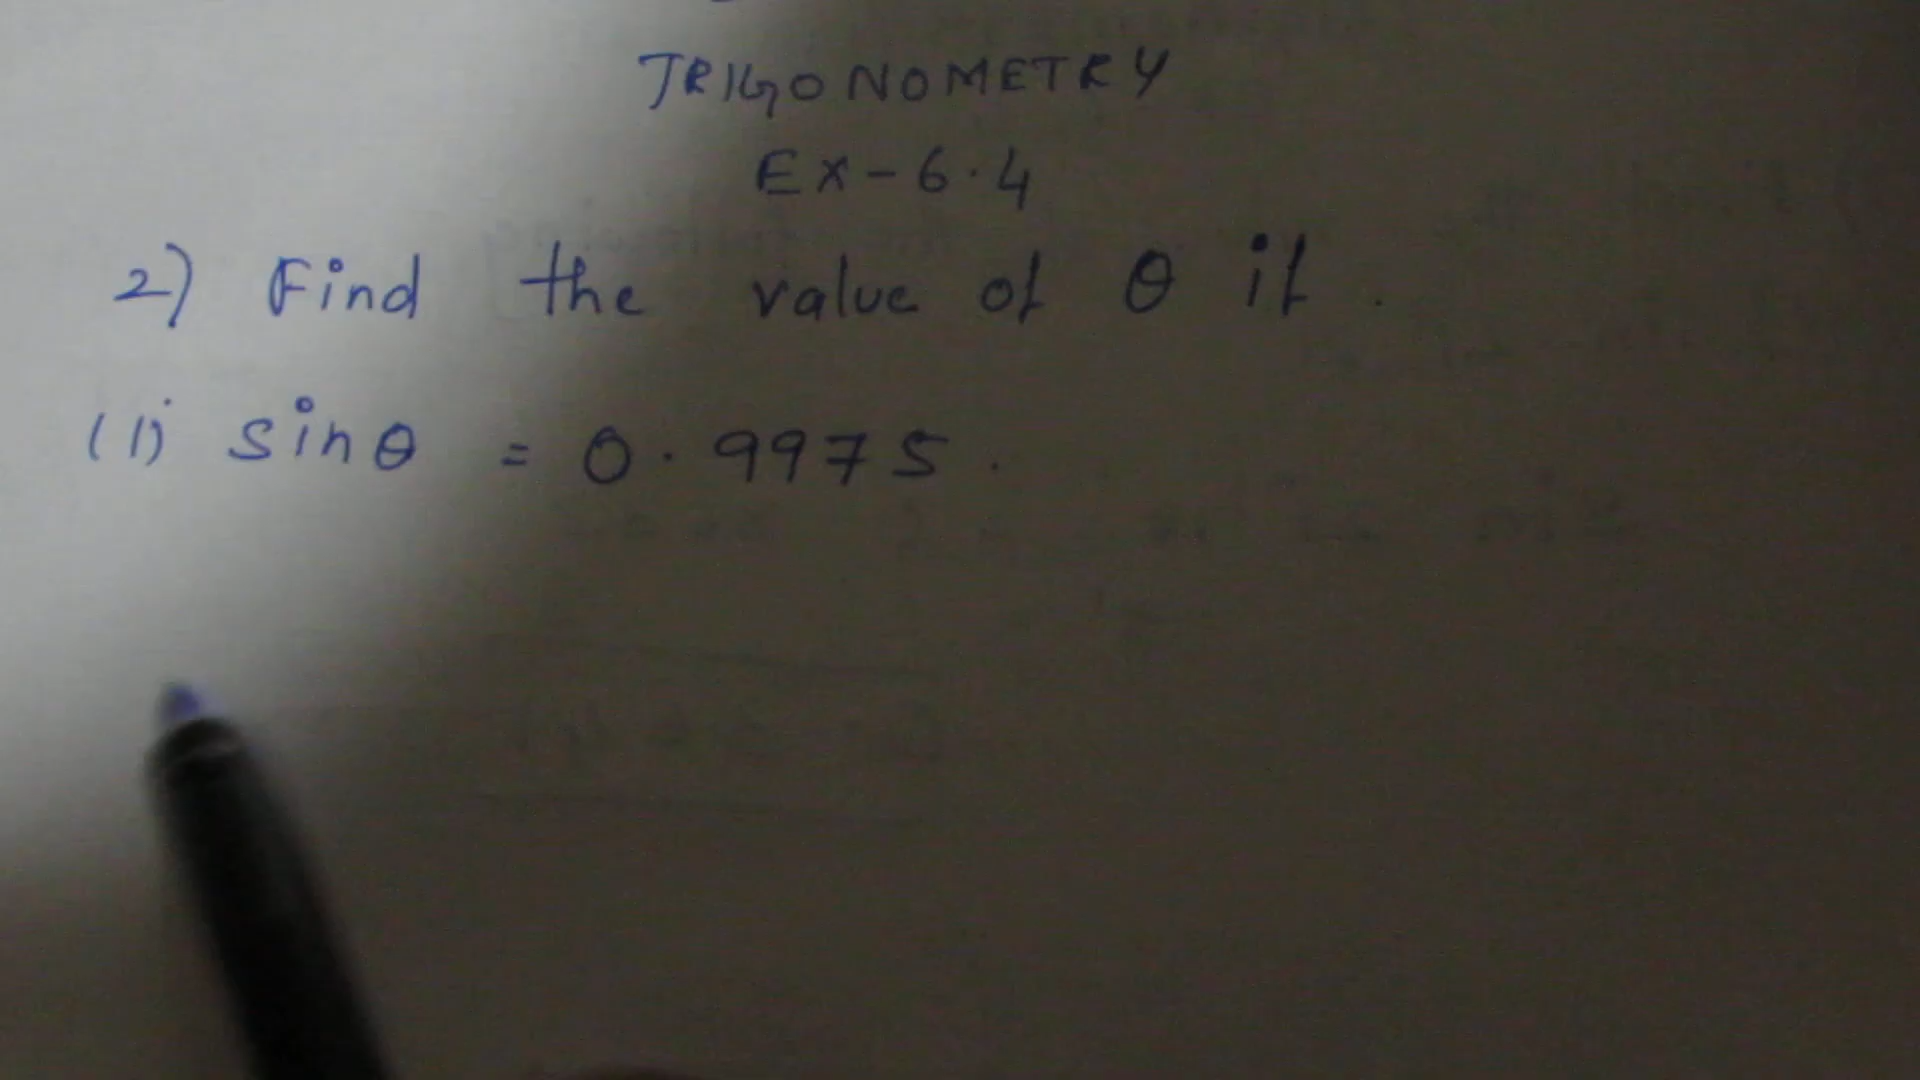 TRIGONOMETRY
EX-6.4
2) Find the value of θ if.
(i) sinθ = 0.9975.